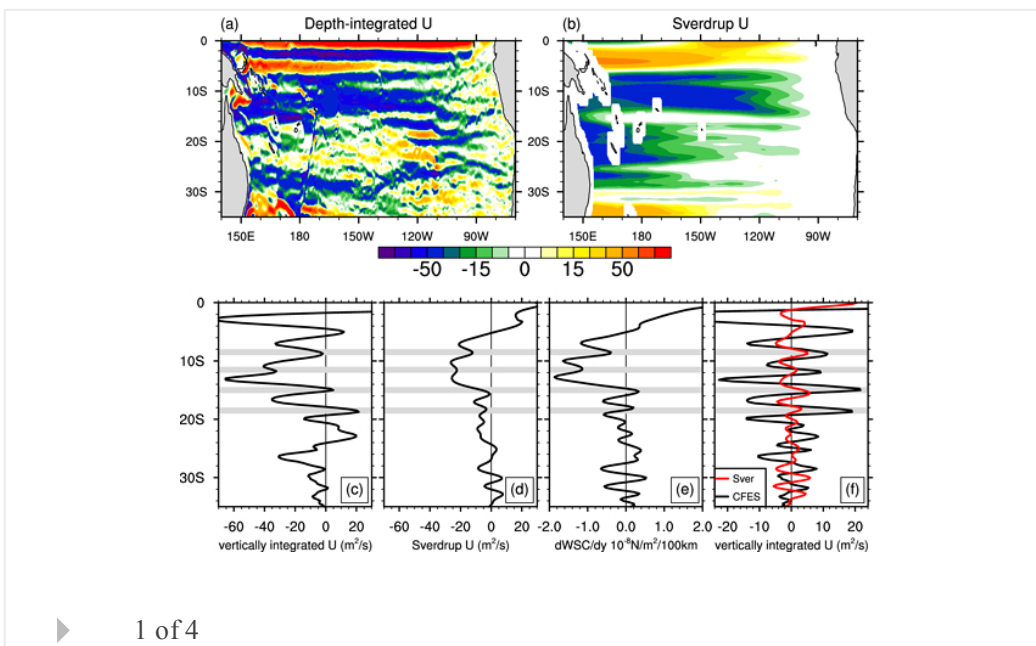 (a) Depth-integrated U
(b) Sverdrup U
0
10S
20S
30S
150E 180 150W 120W 90W
0
10S
20S
30S
150E 180 150W 120W 90W
-50 -15 0 15 50
0
10S
20S
30S
(c) (d) (e) (f)
Sver
CFES
-60 -40 -20 0 20
-60 -40 -20 0 20
2.0 -1.0 0.0 1.0 2.0
-20 -10 0 10 20
vertically integrated U (m²/s)
Sverdrup U (m²/s)
dWSC/dy 10⁻⁸N/m²/100km
vertically integrated U (m²/s)
1 of 4